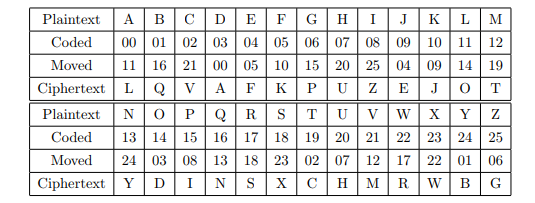 Plaintext A B C D E F G H I J K L M
Coded 00 01 02 03 04 05 06 07 08 09 10 11 12
Moved 11 16 21 00 05 10 15 20 25 04 09 14 19
Ciphertext L Q V A F K P U Z E J O T
Plaintext N O P Q R S T U V W X Y Z
Coded 13 14 15 16 17 18 19 20 21 22 23 24 25
Moved 24 03 08 13 18 23 02 07 12 17 22 01 06
Ciphertext Y D I N S X C H M R W B G